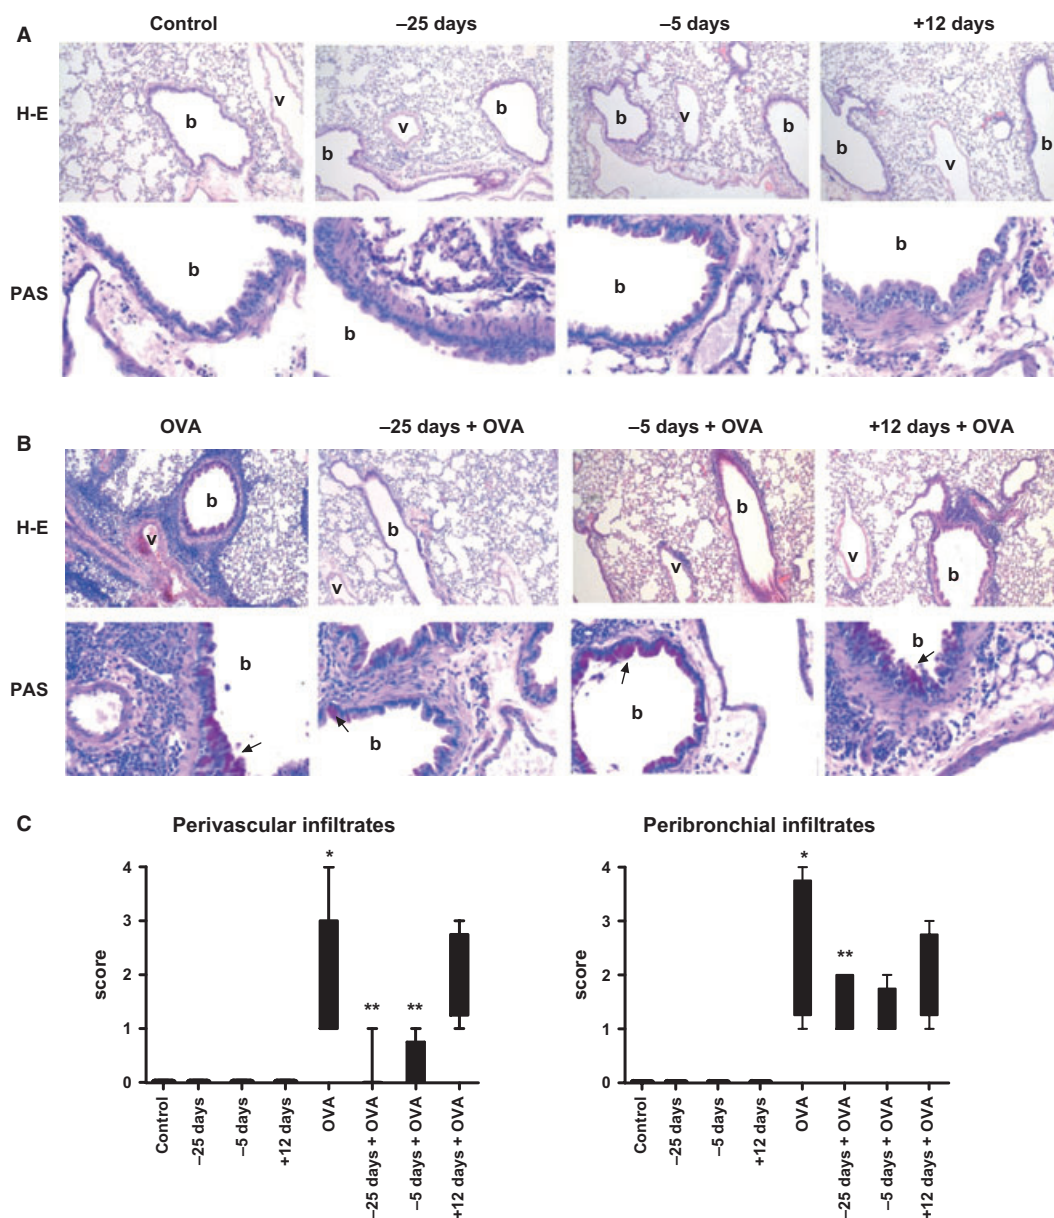 A
Control –25 days –5 days +12 days
H-E
b v
b v b
b v b
b v b
PAS
b
b
b
b
B
OVA –25 days + OVA –5 days + OVA +12 days + OVA
H-E
b v
b v
b v
v b
PAS
b
b
b
b
C
Perivascular infiltrates Peribronchial infiltrates
score
4
3
2
1
0
*
**
**
Control
–25 days
–5 days
+12 days
OVA
–25 days + OVA
–5 days + OVA
+12 days + OVA
score
4
3
2
1
0
*
**
Control
–25 days
–5 days
+12 days
OVA
–25 days + OVA
–5 days + OVA
+12 days + OVA